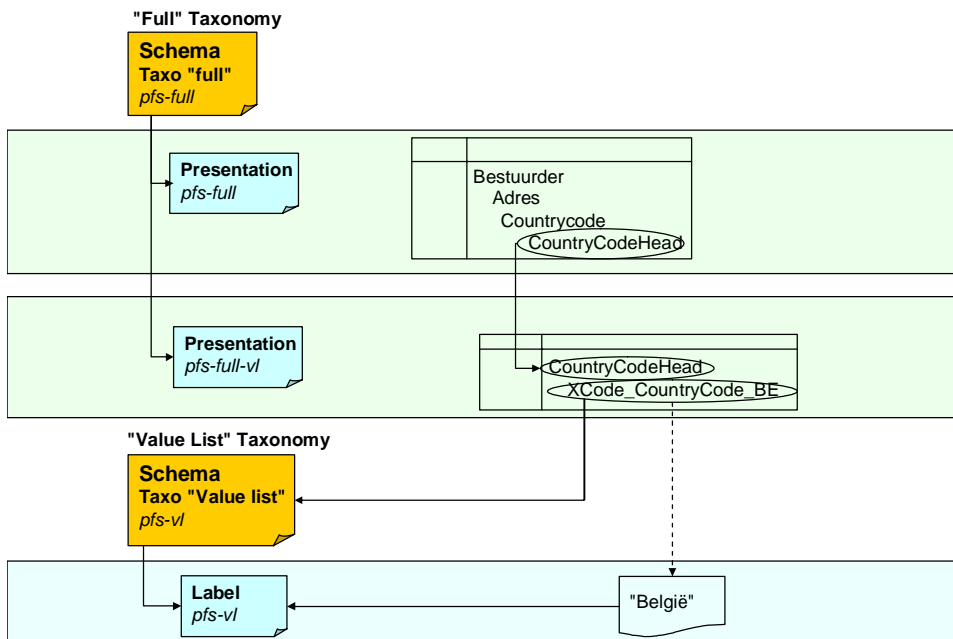 "Full" Taxonomy
Schema
Taxo "full"
pfs-full
Presentation
pfs-full
Bestuurder
Adres
Countrycode
CountryCodeHead
Presentation
pfs-full-vl
CountryCodeHead
XCode_CountryCode_BE
"Value List" Taxonomy
Schema
Taxo "Value list"
pfs-vl
Label
pfs-vl
"België"